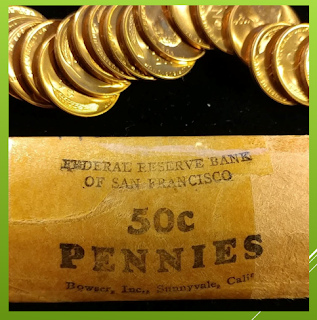 FEDERAL RESERVE BANK
OF SAN FRANCISCO
50c
PENNIES
Bowser, Inc., Sunnyvale, Calif